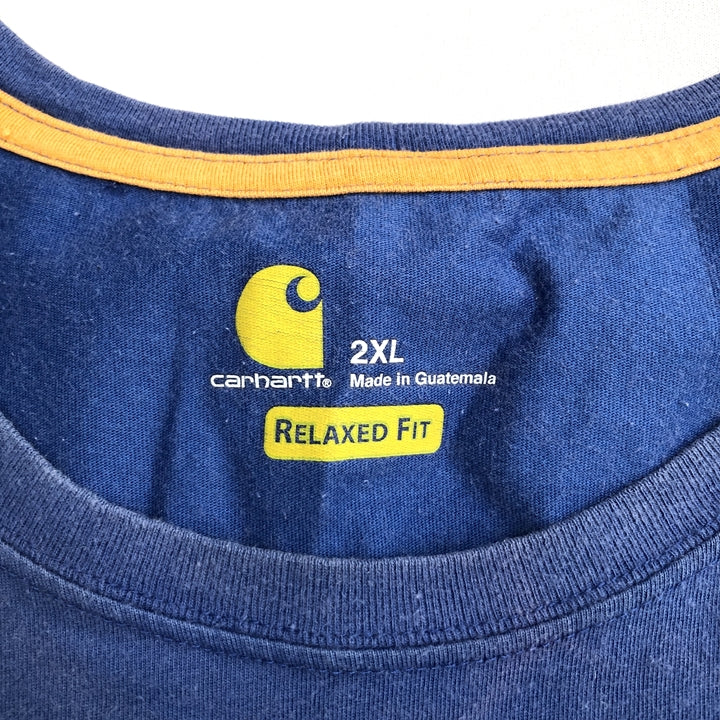 2XL
carhartt® Made in Guatemala
RELAXED FIT